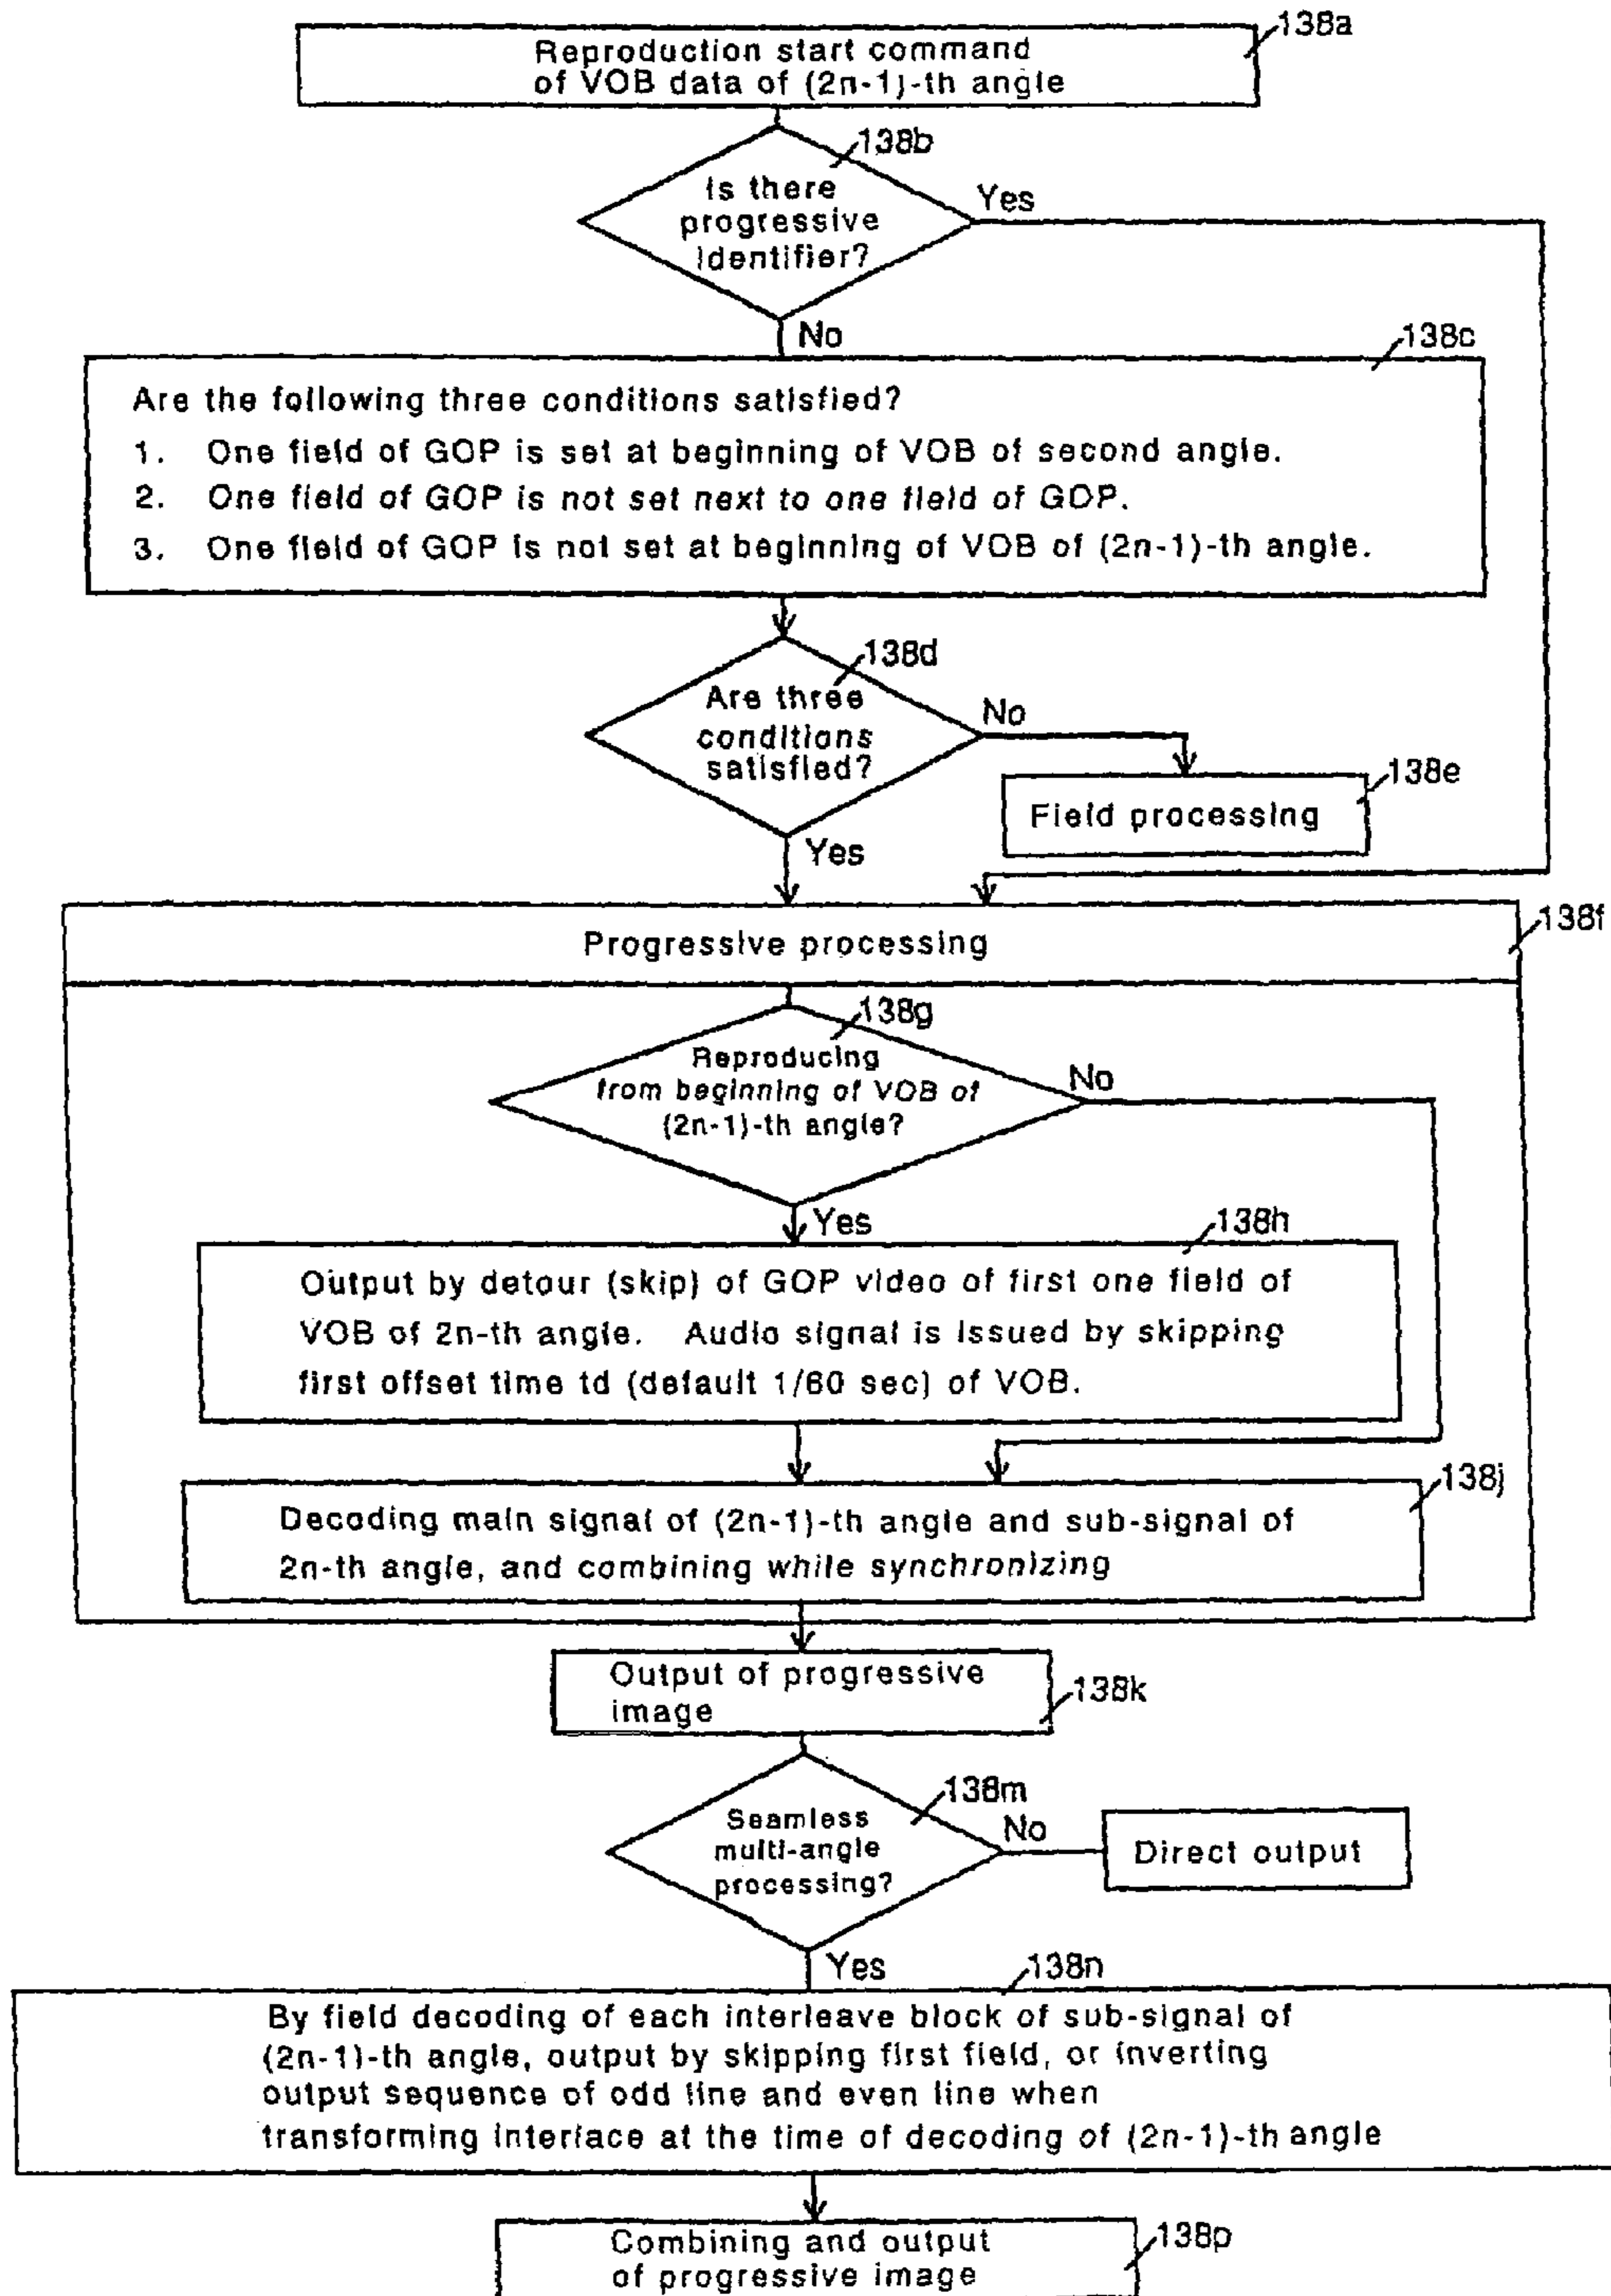 138a
Reproduction start command
of VOB data of (2n-1)-th angle
138b
Is there
progressive
identifier?
Yes
No
138c
Are the following three conditions satisfied?
1. One field of GOP is set at beginning of VOB of second angle.
2. One field of GOP is not set next to one field of GOP.
3. One field of GOP is not set at beginning of VOB of (2n-1)-th angle.
138d
Are three
conditions
satisfied?
No
138e
Field processing
Yes
138f
Progressive processing
138g
Reproducing
from beginning of VOB of
(2n-1)-th angle?
No
Yes
138h
Output by detour (skip) of GOP video of first one field of
VOB of 2n-th angle. Audio signal is issued by skipping
first offset time td (default 1/60 sec) of VOB.
138j
Decoding main signal of (2n-1)-th angle and sub-signal of
2n-th angle, and combining while synchronizing
Output of progressive
image
138k
138m
Seamless
multi-angle
processing?
No
Direct output
Yes
138n
By field decoding of each interleave block of sub-signal of
(2n-1)-th angle, output by skipping first field, or inverting
output sequence of odd line and even line when
transforming interlace at the time of decoding of (2n-1)-th angle
Combining and output
of progressive image
138p